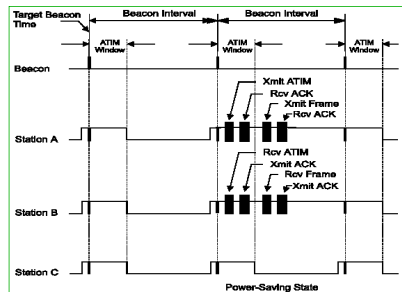 Target Beacon Time
Beacon Interval
Beacon Interval
ATIM Window
ATIM Window
ATIM Window
Beacon
Xmit ATIM
Rcv ACK
Xmit Frame
Rcv ACK
Station A
Rcv ATIM
Xmit ACK
Rcv Frame
Xmit ACK
Station B
Station C
Power-Saving State